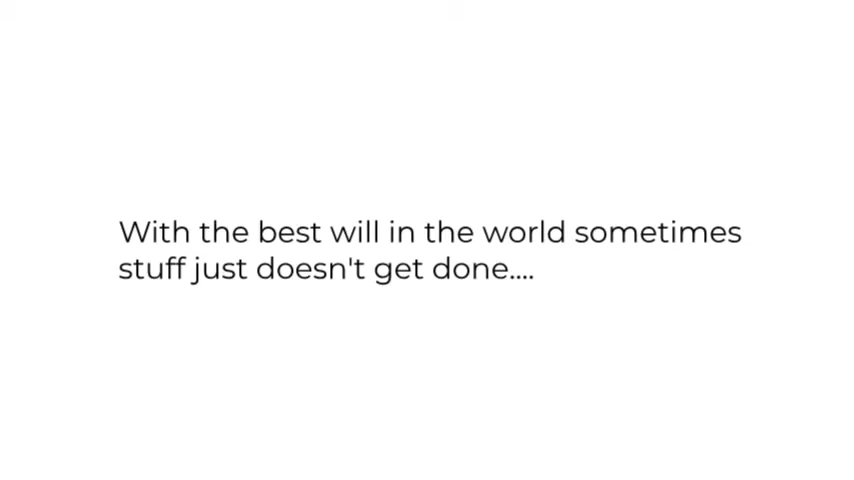 With the best will in the world sometimes
stuff just doesn't get done....